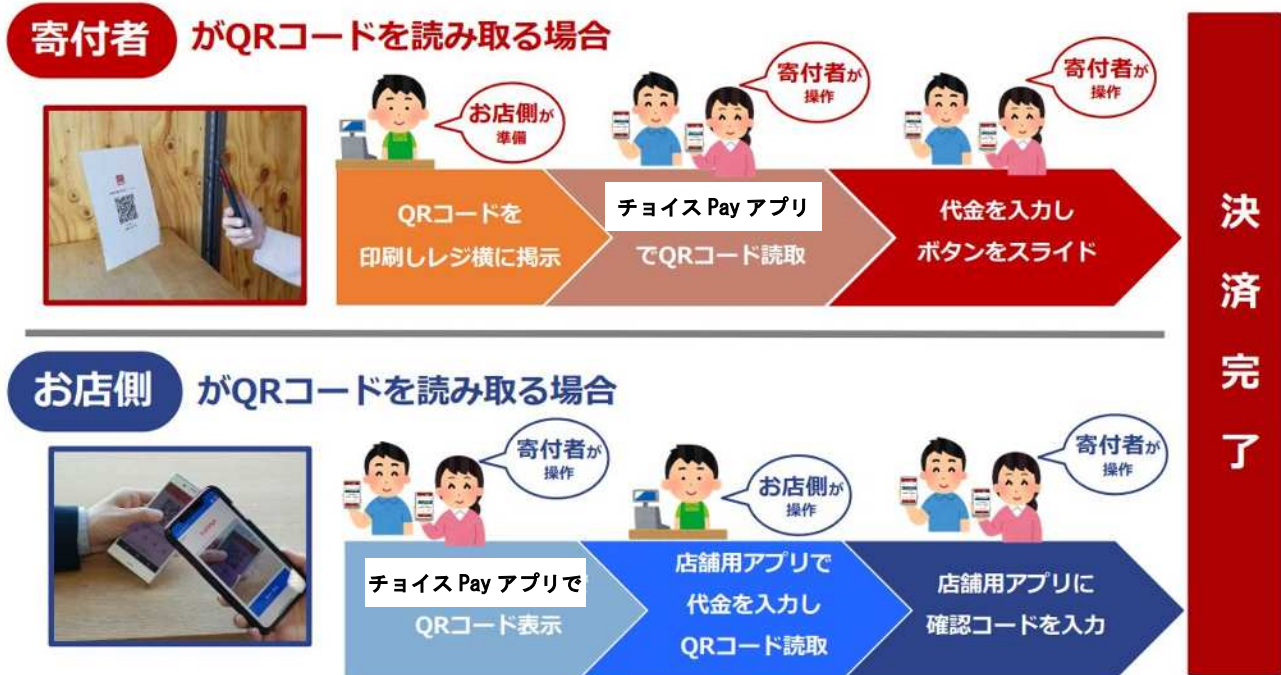 寄付者 がQRコードを読み取る場合
お店側が
準備
寄付者が
操作
寄付者が
操作
QRコードを
印刷しレジ横に掲示
チョイス Pay アプリ
でQRコード読取
代金を入力し
ボタンをスライド
お店側 がQRコードを読み取る場合
寄付者が
操作
お店側が
操作
寄付者が
操作
チョイス Pay アプリで
QRコード表示
店舗用アプリで
代金を入力し
QRコード読取
店舗用アプリに
確認コードを入力
決済完了